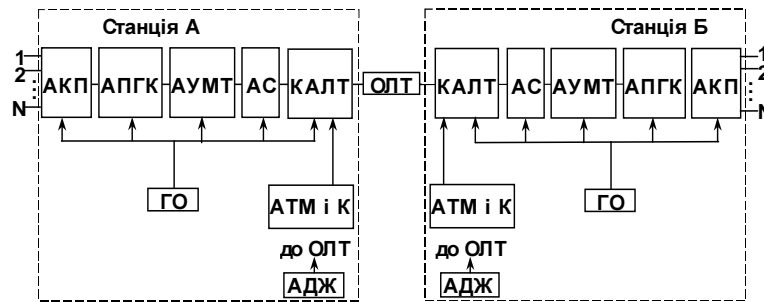 Станція А
1
2
N
АКП АПГК АУМТ АС КАЛТ
ГО
АТМ і К
до ОЛТ
АДЖ
ОЛТ
Станція Б
КАЛТ АС АУМТ АПГК АКП
1
2
N
ГО
АТМ і К
до ОЛТ
АДЖ